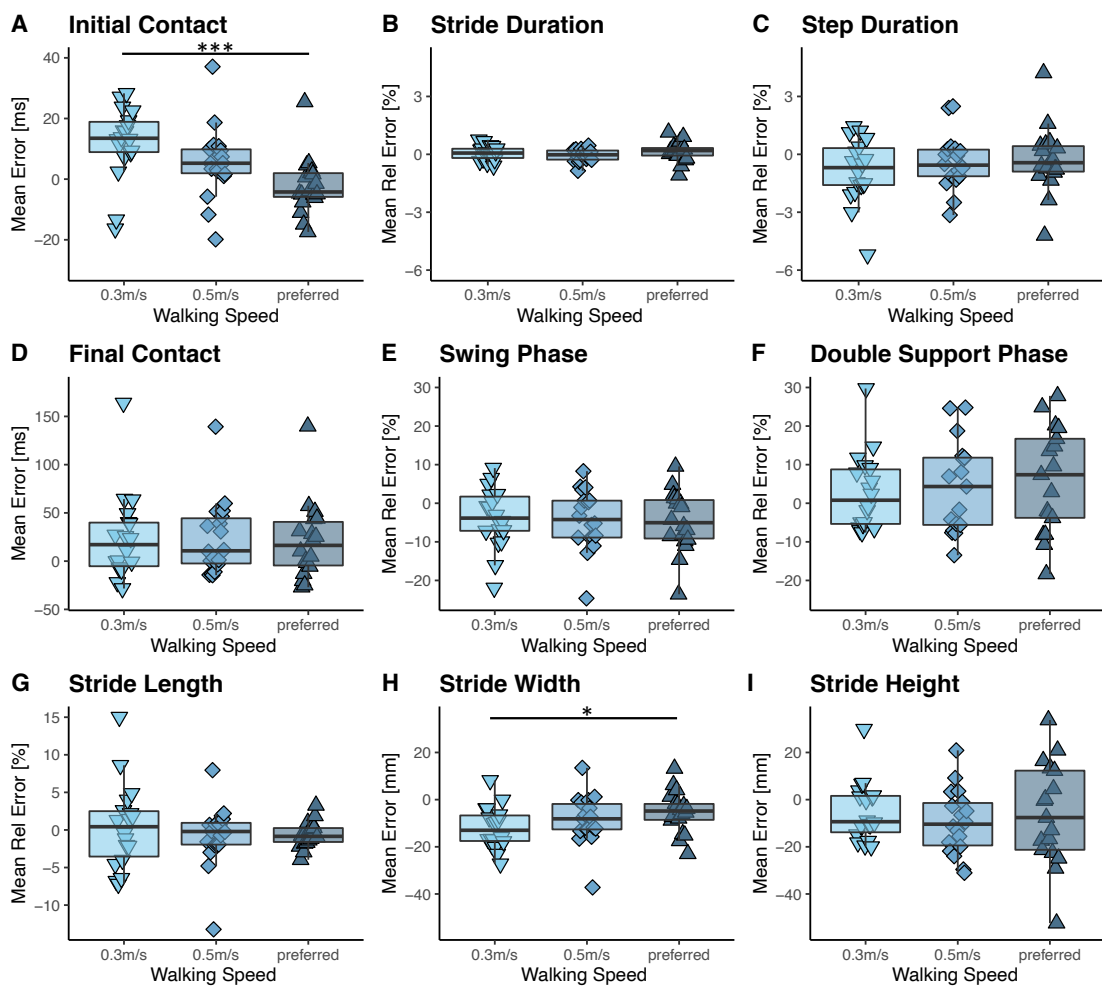 A Initial Contact
***
Mean Error [ms]
40
20
0
−20
0.3m/s 0.5m/s preferred
Walking Speed
B Stride Duration
Mean Rel Error [%]
3
0
−3
−6
0.3m/s 0.5m/s preferred
Walking Speed
C Step Duration
Mean Rel Error [%]
3
0
−3
−6
0.3m/s 0.5m/s preferred
Walking Speed
D Final Contact
Mean Error [ms]
150
100
50
0
−50
0.3m/s 0.5m/s preferred
Walking Speed
E Swing Phase
Mean Rel Error [%]
30
20
10
0
−10
−20
0.3m/s 0.5m/s preferred
Walking Speed
F Double Support Phase
Mean Rel Error [%]
30
20
10
0
−10
−20
0.3m/s 0.5m/s preferred
Walking Speed
G Stride Length
Mean Rel Error [%]
15
10
5
0
−5
−10
0.3m/s 0.5m/s preferred
Walking Speed
H Stride Width
*
Mean Error [mm]
20
0
−20
−40
0.3m/s 0.5m/s preferred
Walking Speed
I Stride Height
Mean Error [mm]
20
0
−20
−40
0.3m/s 0.5m/s preferred
Walking Speed